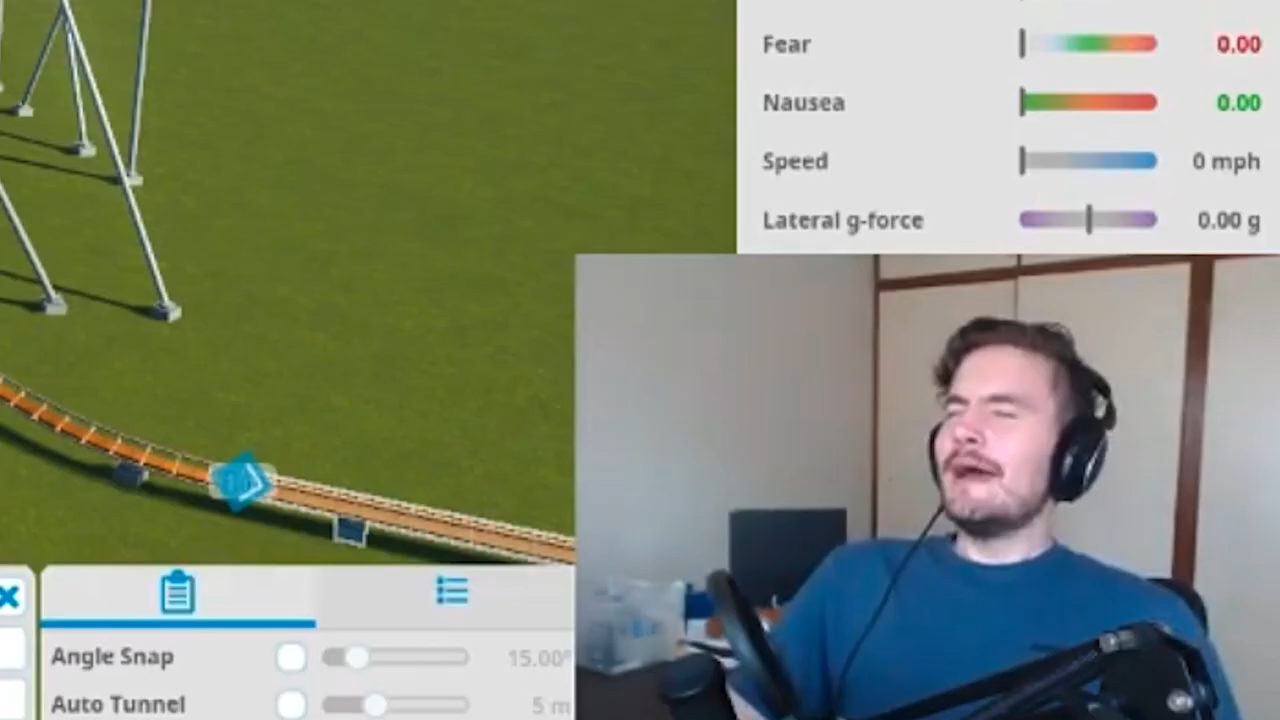 Fear 0.00
Nausea 0.00
Speed 0 mph
Lateral g-force 0.00 g
Angle Snap 15.00°
Auto Tunnel 5 m